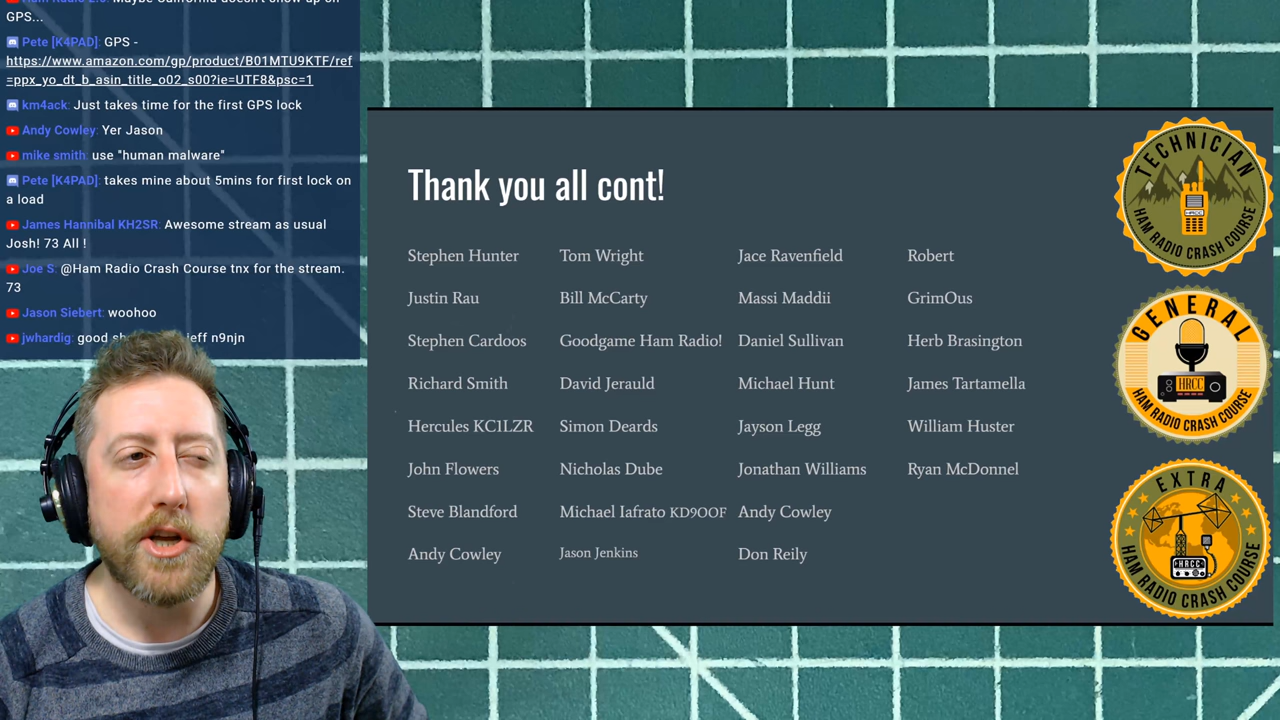 GPS...
Pete [K4PAD]: GPS -
https://www.amazon.com/gp/product/B01MTU9KTF/ref
=ppx_yo_dt_b_asin_title_o02_s00?ie=UTF8&psc=1
km4ack: Just takes time for the first GPS lock
Andy Cowley: Yer Jason
mike smith: use "human malware"
Pete [K4PAD]: takes mine about 5mins for first lock on
a load
James Hannibal KH2SR: Awesome stream as usual
Josh! 73 All !
Joe S: @Ham Radio Crash Course tnx for the stream.
73
Jason Siebert: woohoo
jwhardig: good jeff n9njn
Thank you all cont!
Stephen Hunter
Justin Rau
Stephen Cardoos
Richard Smith
Hercules KC1LZR
John Flowers
Steve Blandford
Andy Cowley
Tom Wright
Bill McCarty
Goodgame Ham Radio!
David Jerauld
Simon Deards
Nicholas Dube
Michael Iafrato KD9OOF
Jason Jenkins
Jace Ravenfield
Massi Maddii
Daniel Sullivan
Michael Hunt
Jayson Legg
Jonathan Williams
Andy Cowley
Don Reily
Robert
GrimOus
Herb Brasington
James Tartamella
William Huster
Ryan McDonnel
TECHNICIAN
HRCC
HAM RADIO CRASH COURSE
GENERAL
HRCC
HAM RADIO CRASH COURSE
EXTRA
HRCC
HAM RADIO CRASH COURSE